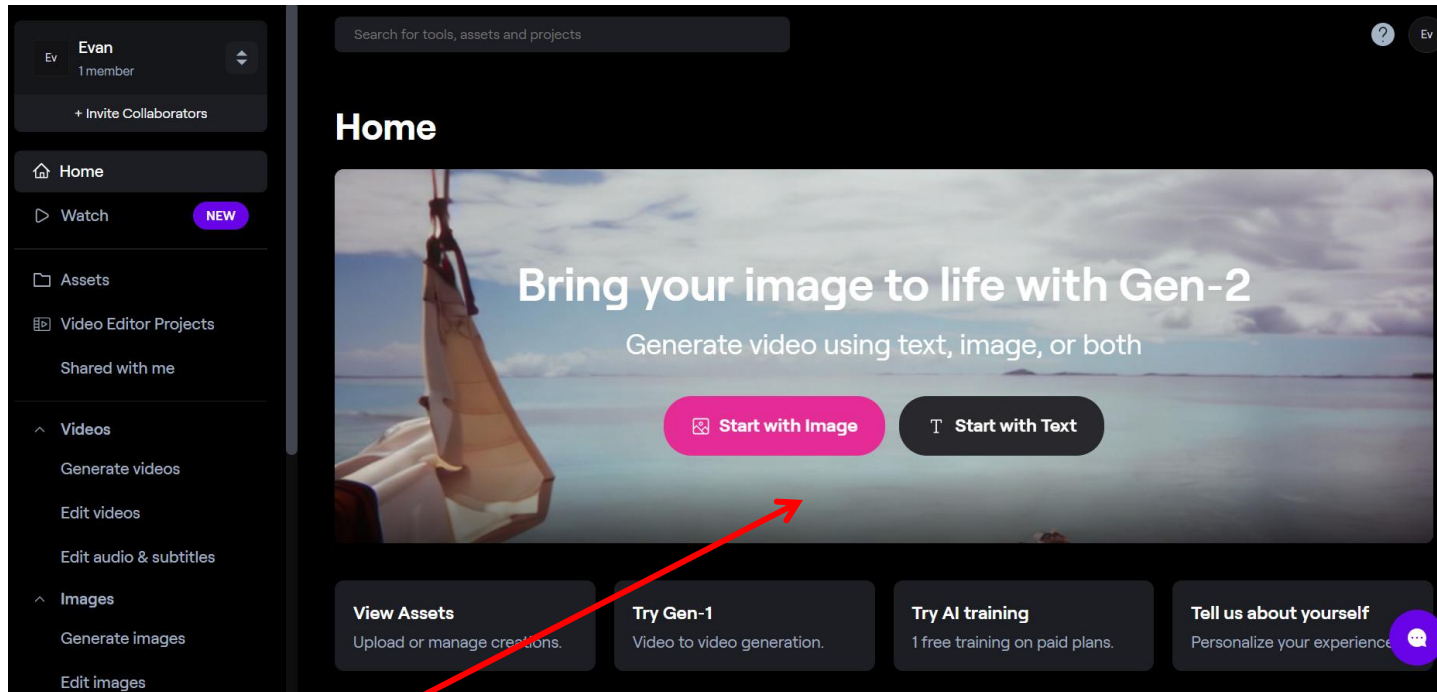 Ev
Evan
1 member
+ Invite Collaborators
Home
Watch
NEW
Assets
Video Editor Projects
Shared with me
Videos
Generate videos
Edit videos
Edit audio & subtitles
Images
Generate images
Edit images
Search for tools, assets and projects
?
Ev
Home
Bring your image to life with Gen-2
Generate video using text, image, or both
Start with Image
T Start with Text
View Assets
Upload or manage creations.
Try Gen-1
Video to video generation.
Try AI training
1 free training on paid plans.
Tell us about yourself
Personalize your experience